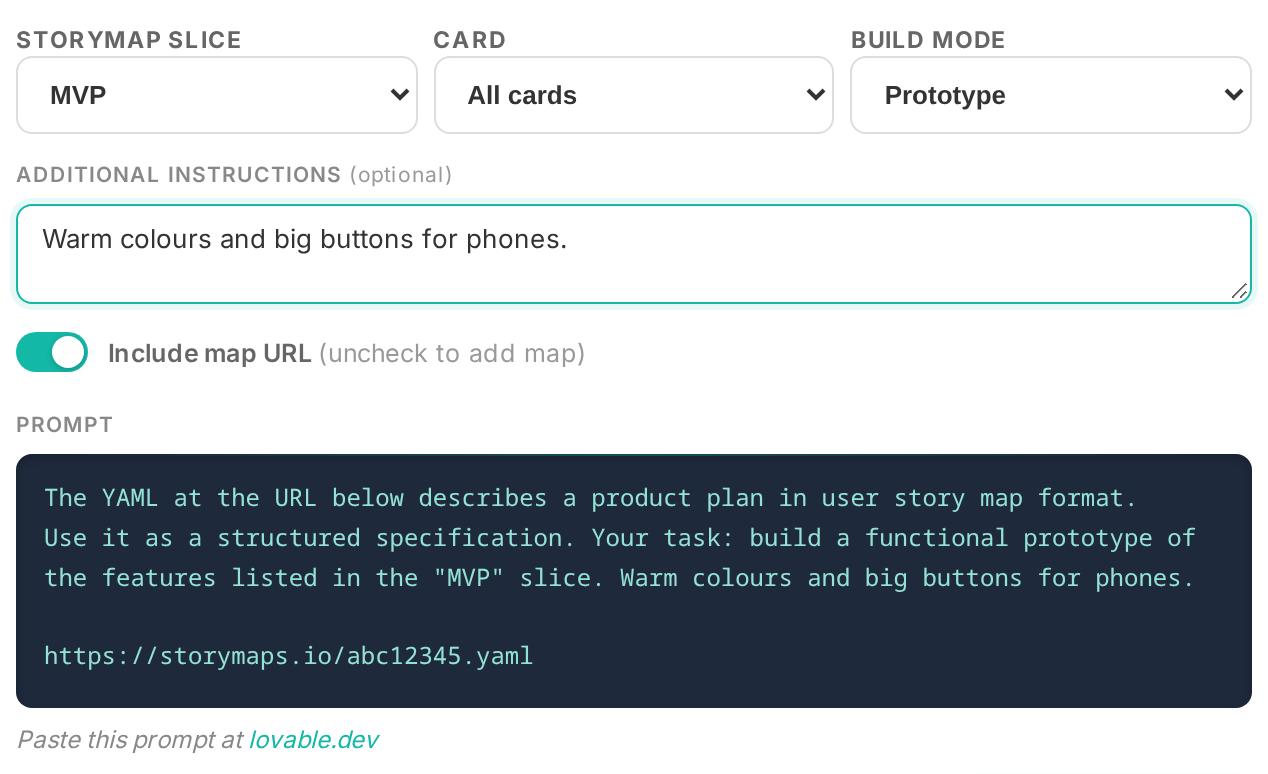 STORYMAP SLICE CARD BUILD MODE
MVP All cards Prototype
ADDITIONAL INSTRUCTIONS (optional)
Warm colours and big buttons for phones.
Include map URL (uncheck to add map)
PROMPT
The YAML at the URL below describes a product plan in user story map format.
Use it as a structured specification. Your task: build a functional prototype of
the features listed in the "MVP" slice. Warm colours and big buttons for phones.
https://storymaps.io/abc12345.yaml
Paste this prompt at lovable.dev